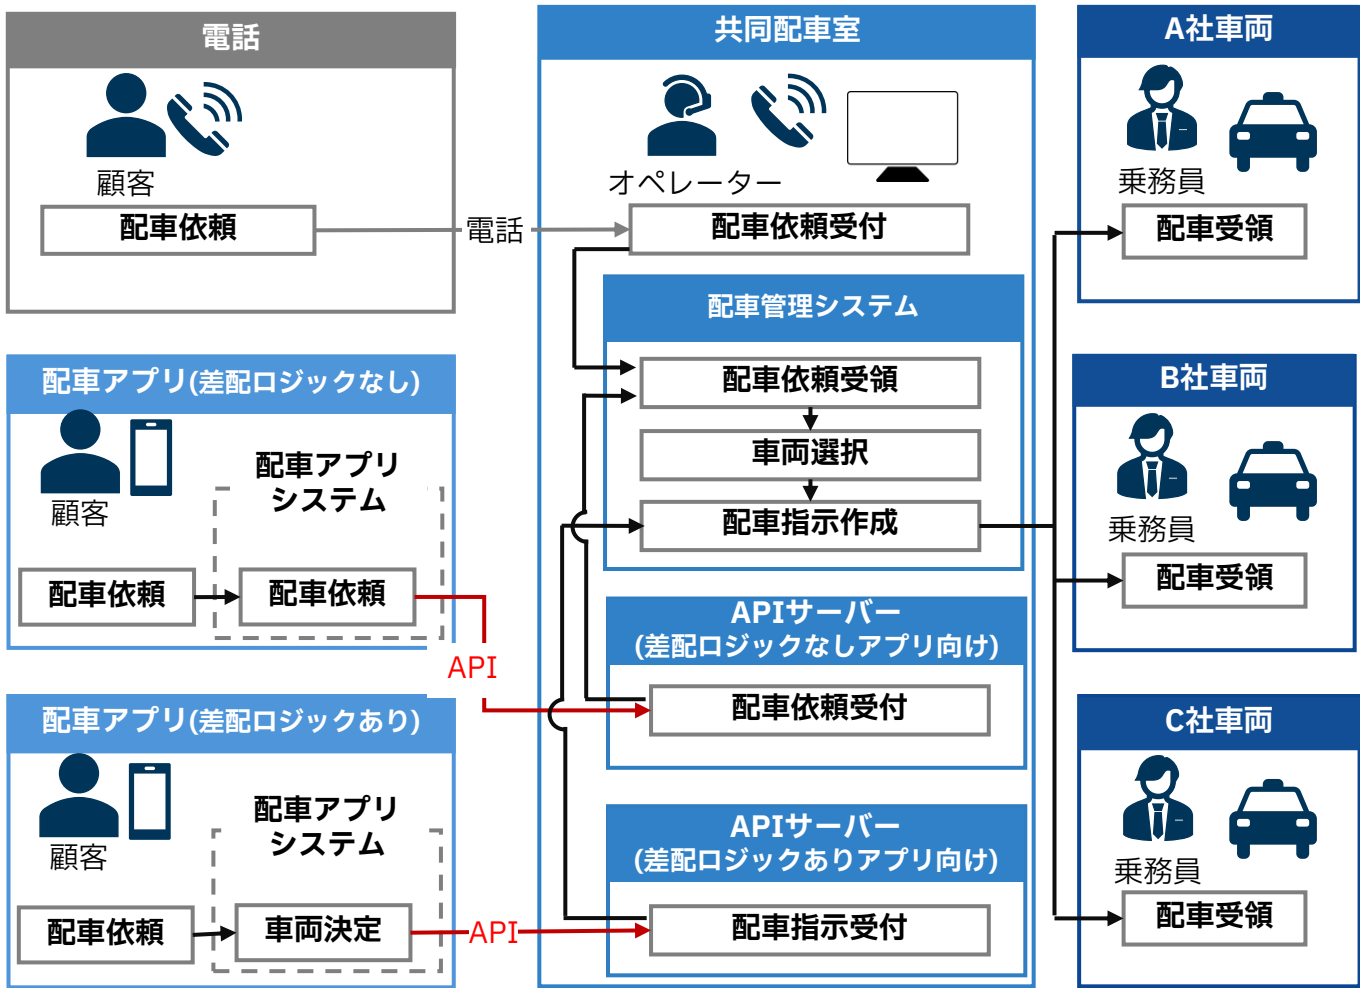 電話
顧客
配車依頼
電話
配車アプリ(差配ロジックなし)
顧客
配車アプリ
システム
配車依頼
配車依頼
API
配車アプリ(差配ロジックあり)
顧客
配車アプリ
システム
配車依頼
車両決定
API
共同配車室
オペレーター
配車依頼受付
配車管理システム
配車依頼受領
車両選択
配車指示作成
APIサーバー
(差配ロジックなしアプリ向け)
配車依頼受付
APIサーバー
(差配ロジックありアプリ向け)
配車指示受付
A社車両
乗務員
配車受領
B社車両
乗務員
配車受領
C社車両
乗務員
配車受領